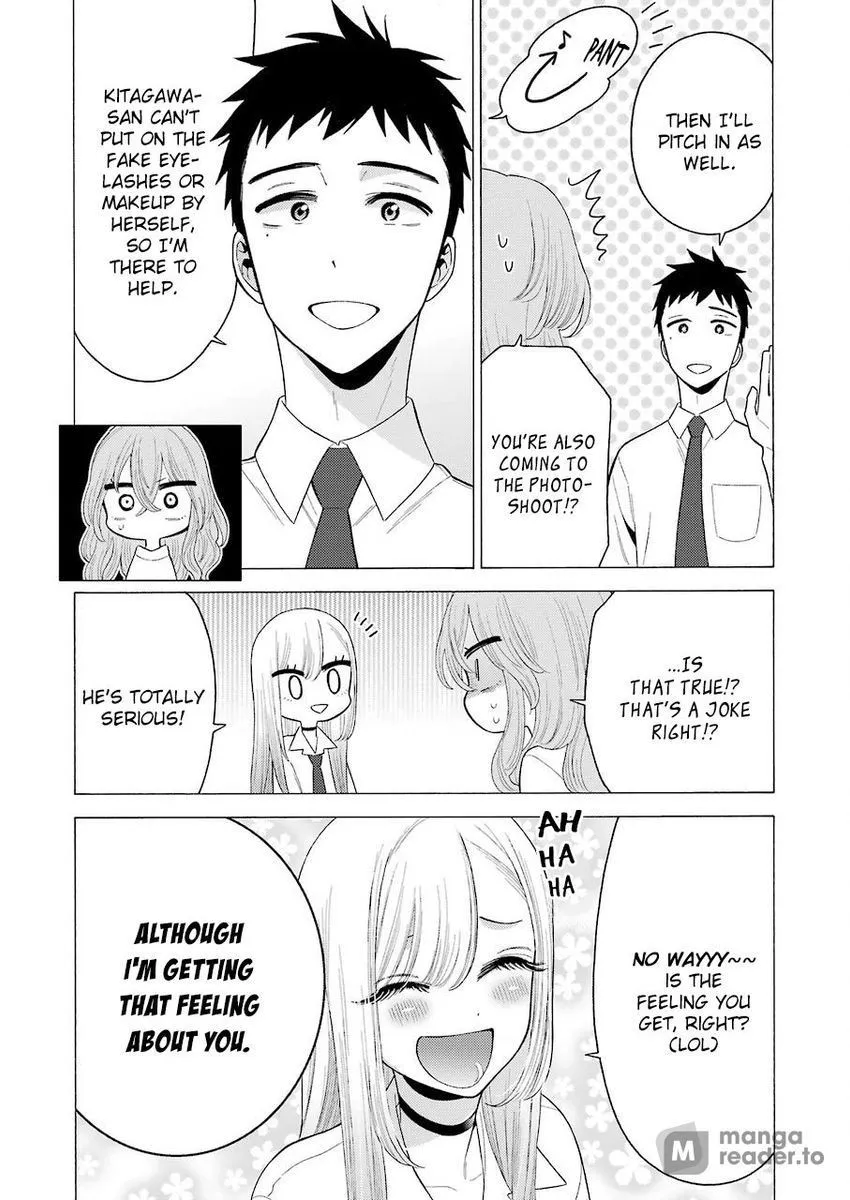 ♪ PANT
THEN I'LL
PITCH IN AS
WELL.
YOU'RE ALSO
COMING TO
THE PHOTO-
SHOOT!?
KITAGAWA-
SAN CAN'T
PUT ON THE
FAKE EYE-
LASHES OR
MAKEUP BY
HERSELF,
SO I'M
THERE TO
HELP.
...IS
THAT TRUE!?
THAT'S A JOKE
RIGHT!?
HE'S TOTALLY
SERIOUS!
AH
HA
HA
NO WAYYY~~
IS THE
FEELING YOU
GET, RIGHT?
(LOL)
ALTHOUGH
I'M GETTING
THAT FEELING
ABOUT YOU.
M manga
reader.to